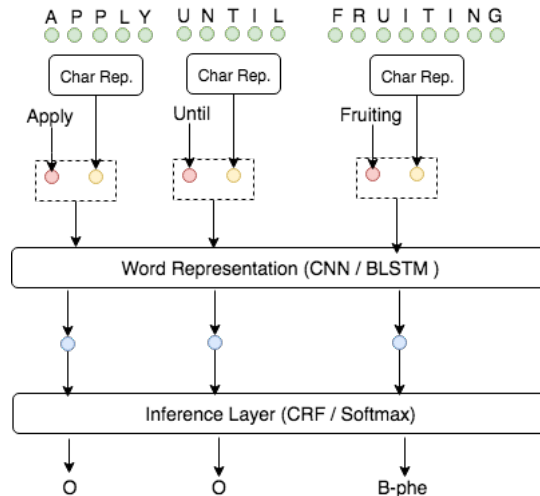 A P P L Y U N T I L F R U I T I N G
Char Rep. Char Rep. Char Rep.
Apply Until Fruiting
Word Representation (CNN / BLSTM )
Inference Layer (CRF / Softmax)
O O B-phe